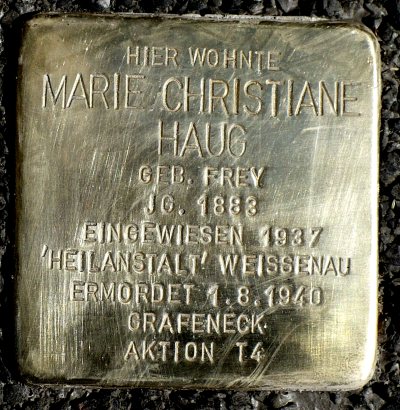 HIER WOHNTE
MARIE CHRISTIANE
HAUG
GEB. FREY
JG. 1883
EINGEWIESEN 1937
'HEILANSTALT' WEISSENAU
ERMORDET 1.8.1940
GRAFENECK
AKTION T4